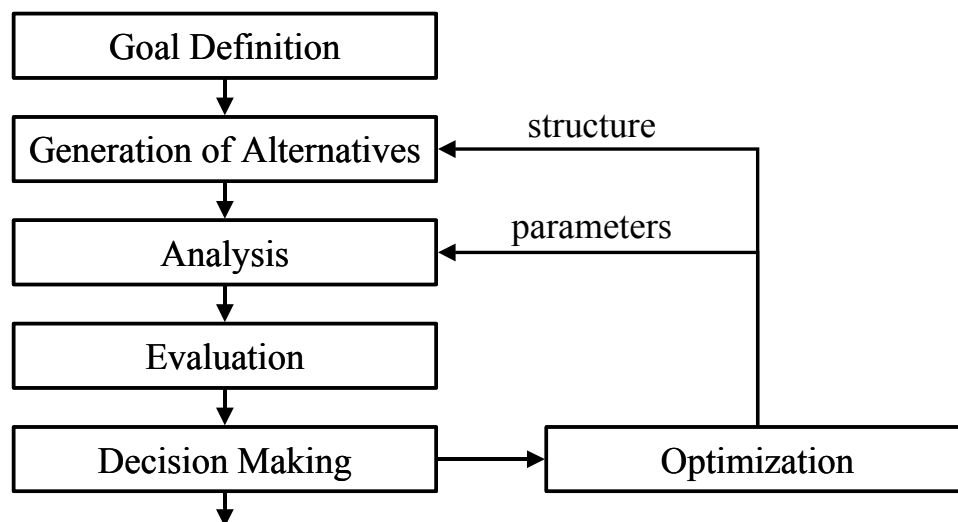 Goal Definition
structure
Generation of Alternatives
parameters
Analysis
Evaluation
Decision Making
Optimization